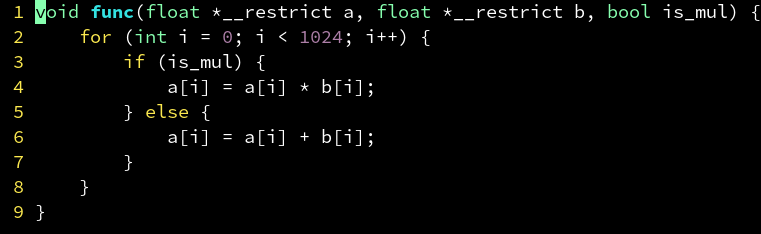 1 void func(float *__restrict a, float *__restrict b, bool is_mul) {
2     for (int i = 0; i < 1024; i++) {
3         if (is_mul) {
4             a[i] = a[i] * b[i];
5         } else {
6             a[i] = a[i] + b[i];
7         }
8     }
9 }